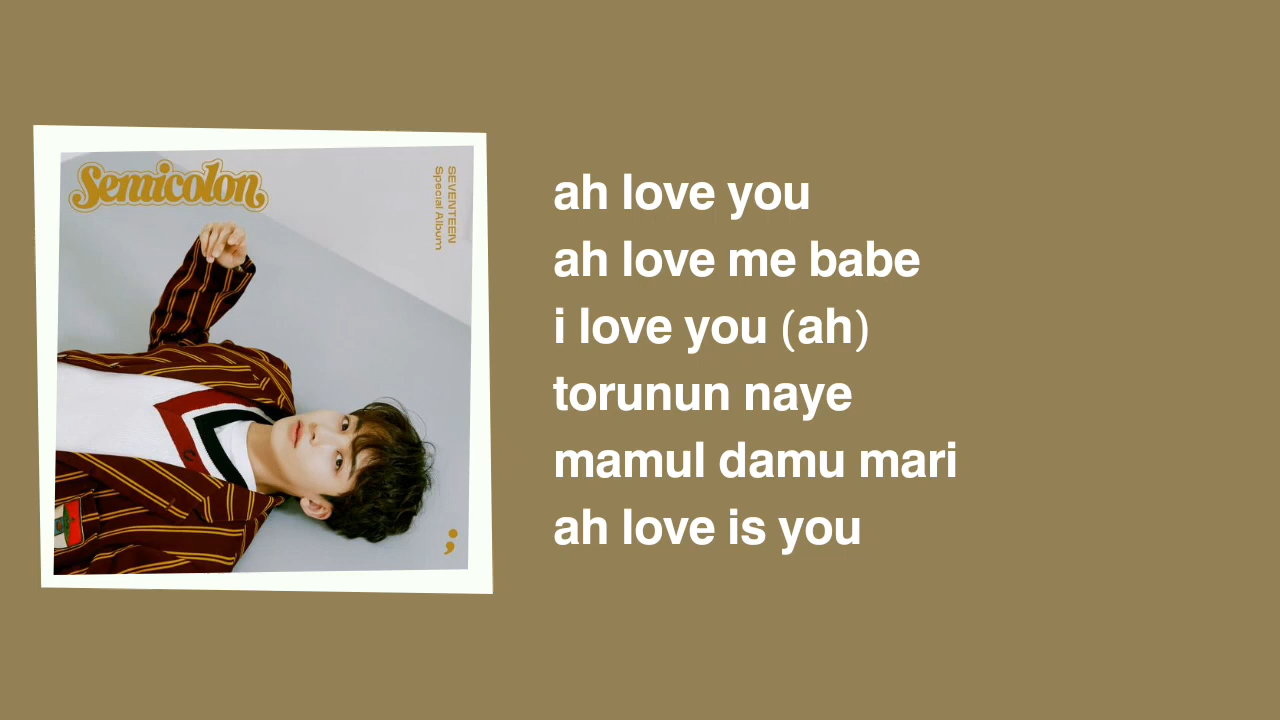 Semicolon
SEVENTEEN
Special Album
;
ah love you
ah love me babe
i love you (ah)
torunun naye
mamul damu mari
ah love is you